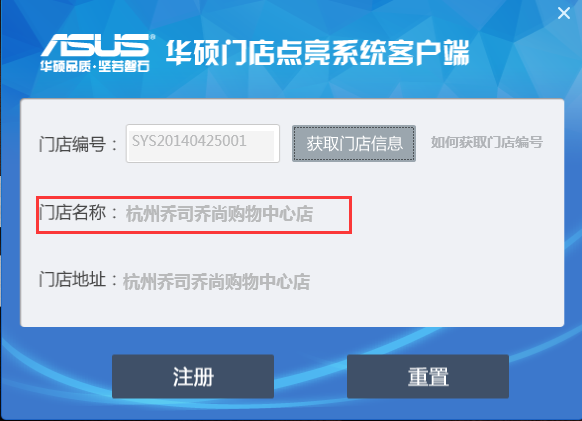 ASUS® 华硕门店点亮系统客户端
华硕品质·坚若磐石
门店编号： SYS20140425001 获取门店信息 如何获取门店编号
门店名称： 杭州乔司乔尚购物中心店
门店地址： 杭州乔司乔尚购物中心店
注册 重置